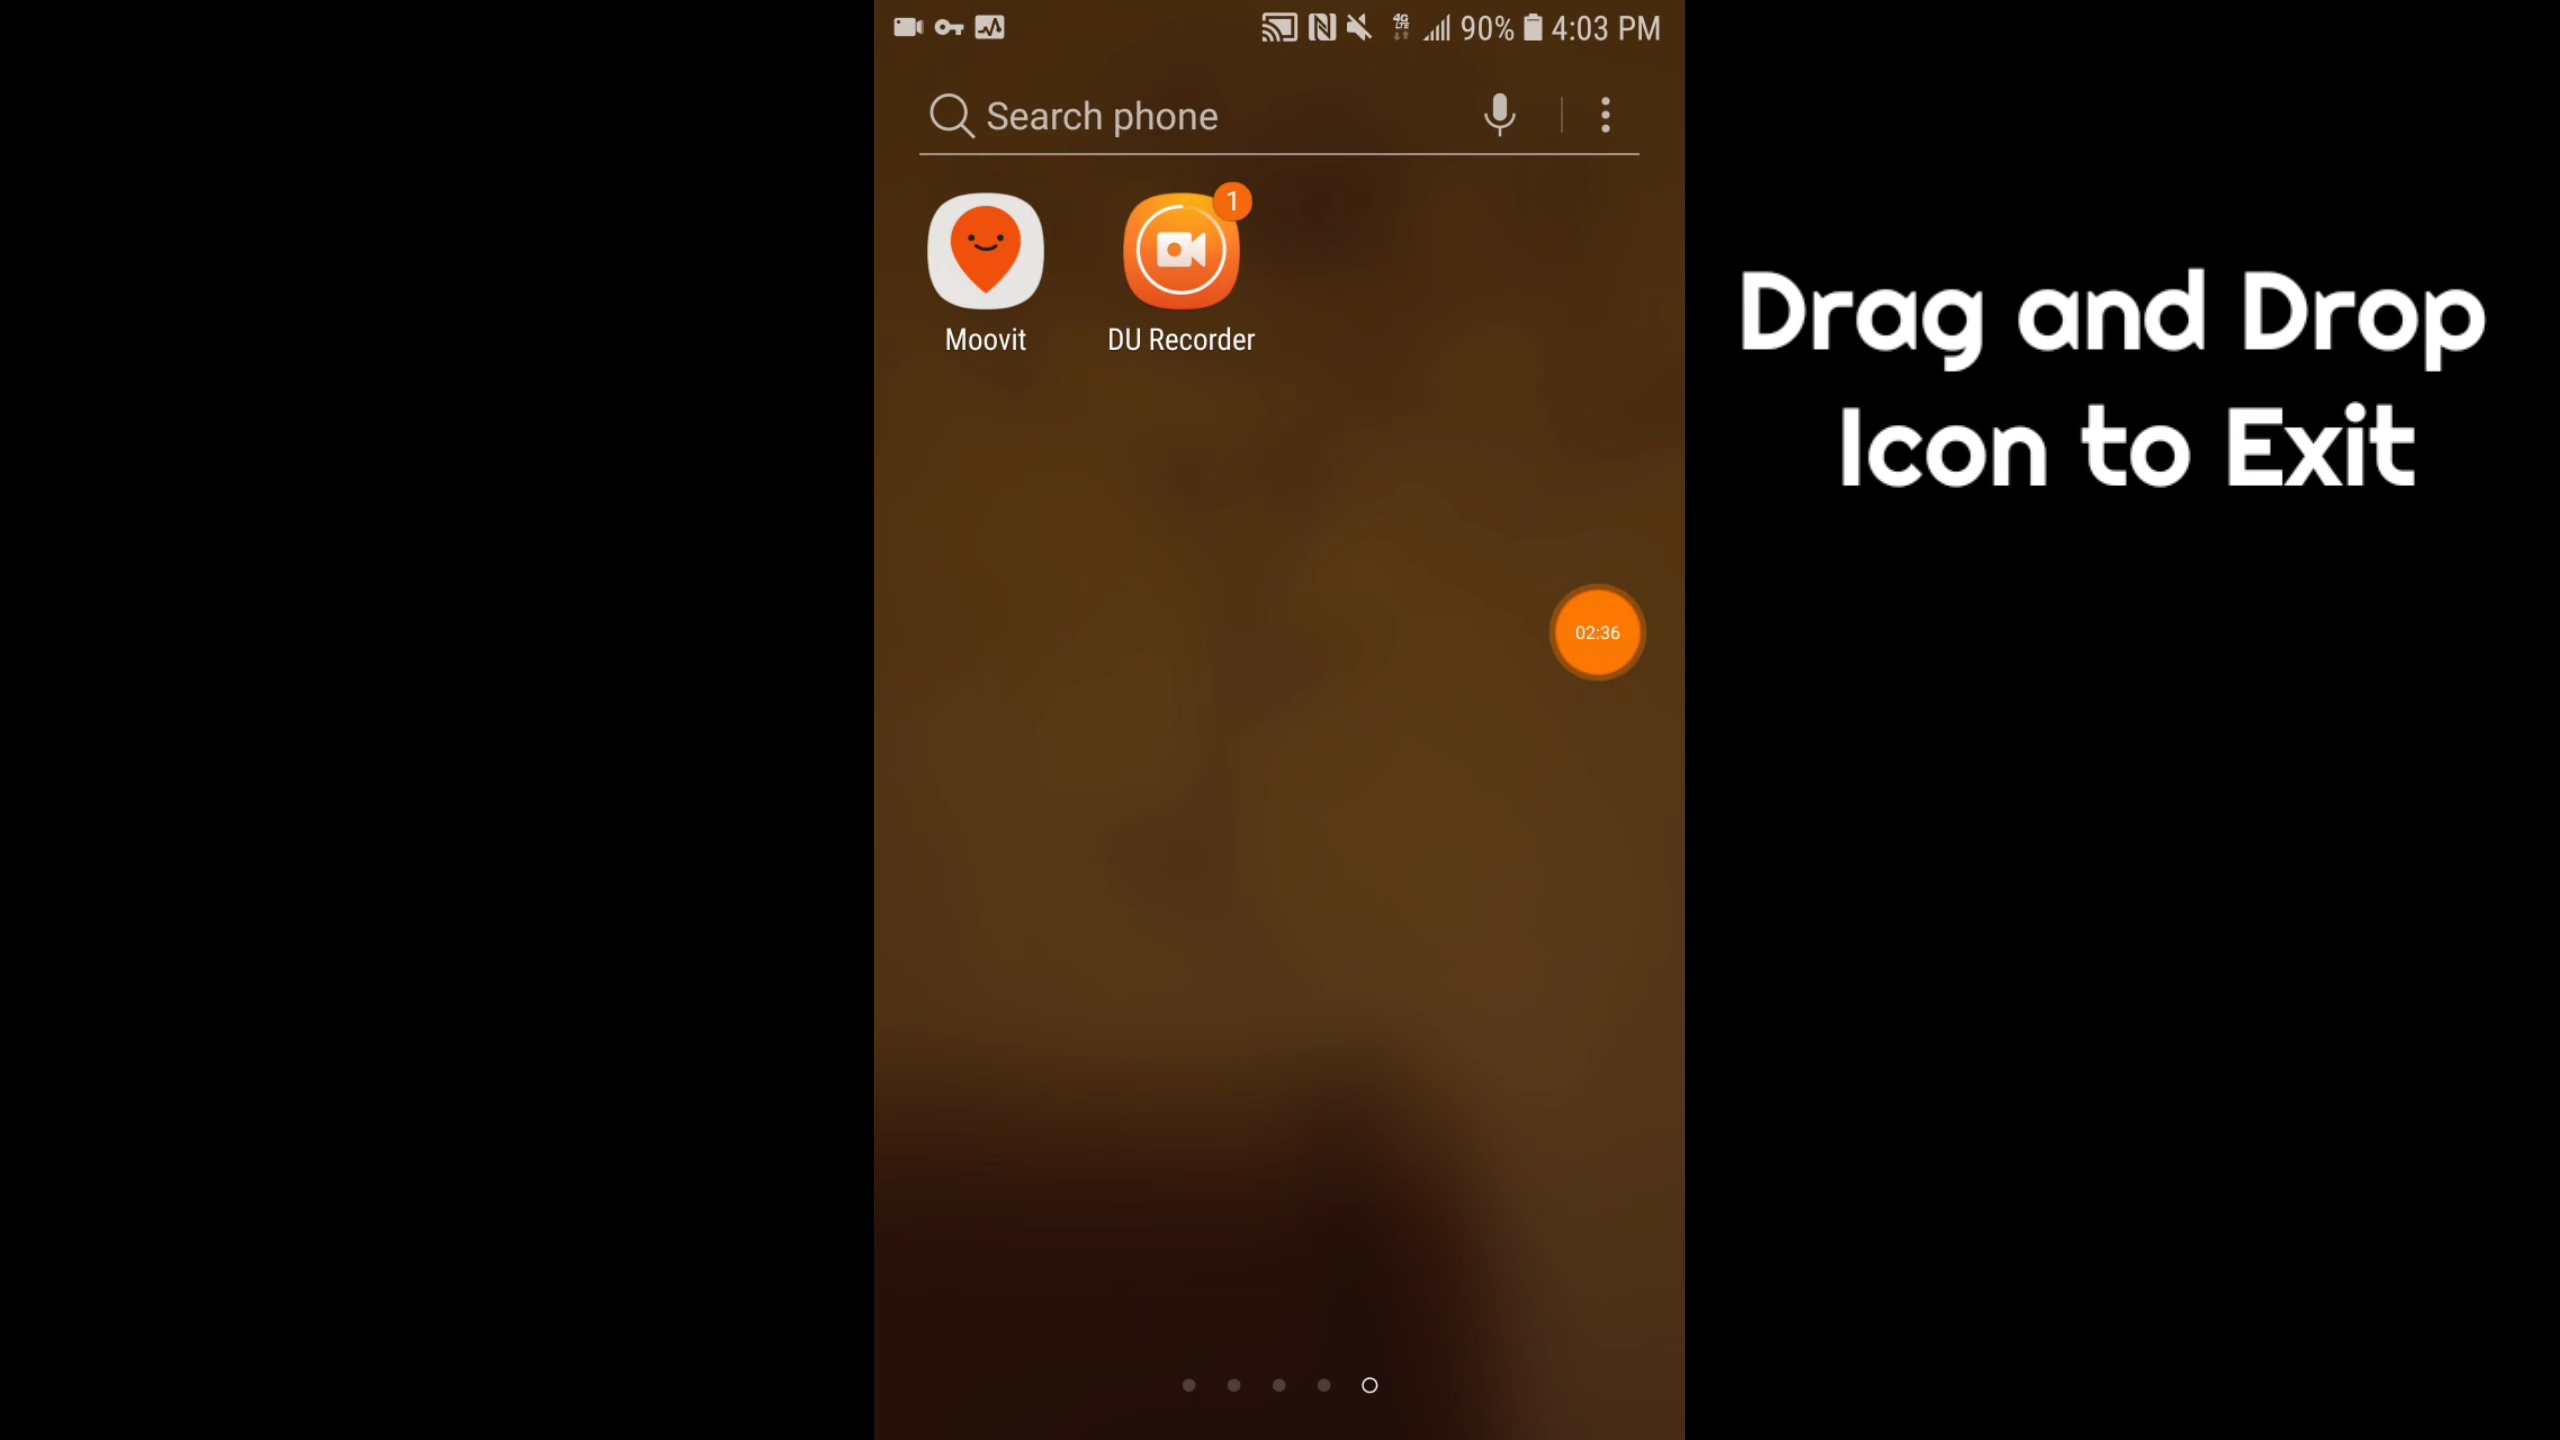 90% 4:03 PM
Search phone
1
Moovit
DU Recorder
Drag and Drop
Icon to Exit
02:36